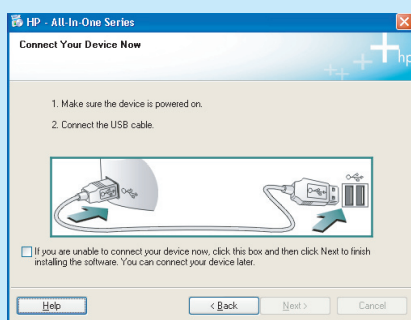 HP - All-In-One Series
Connect Your Device Now
hp
1. Make sure the device is powered on.
2. Connect the USB cable.
If you are unable to connect your device now, click this box and then click Next to finish
installing the software. You can connect your device later.
Help
< Back
Next >
Cancel